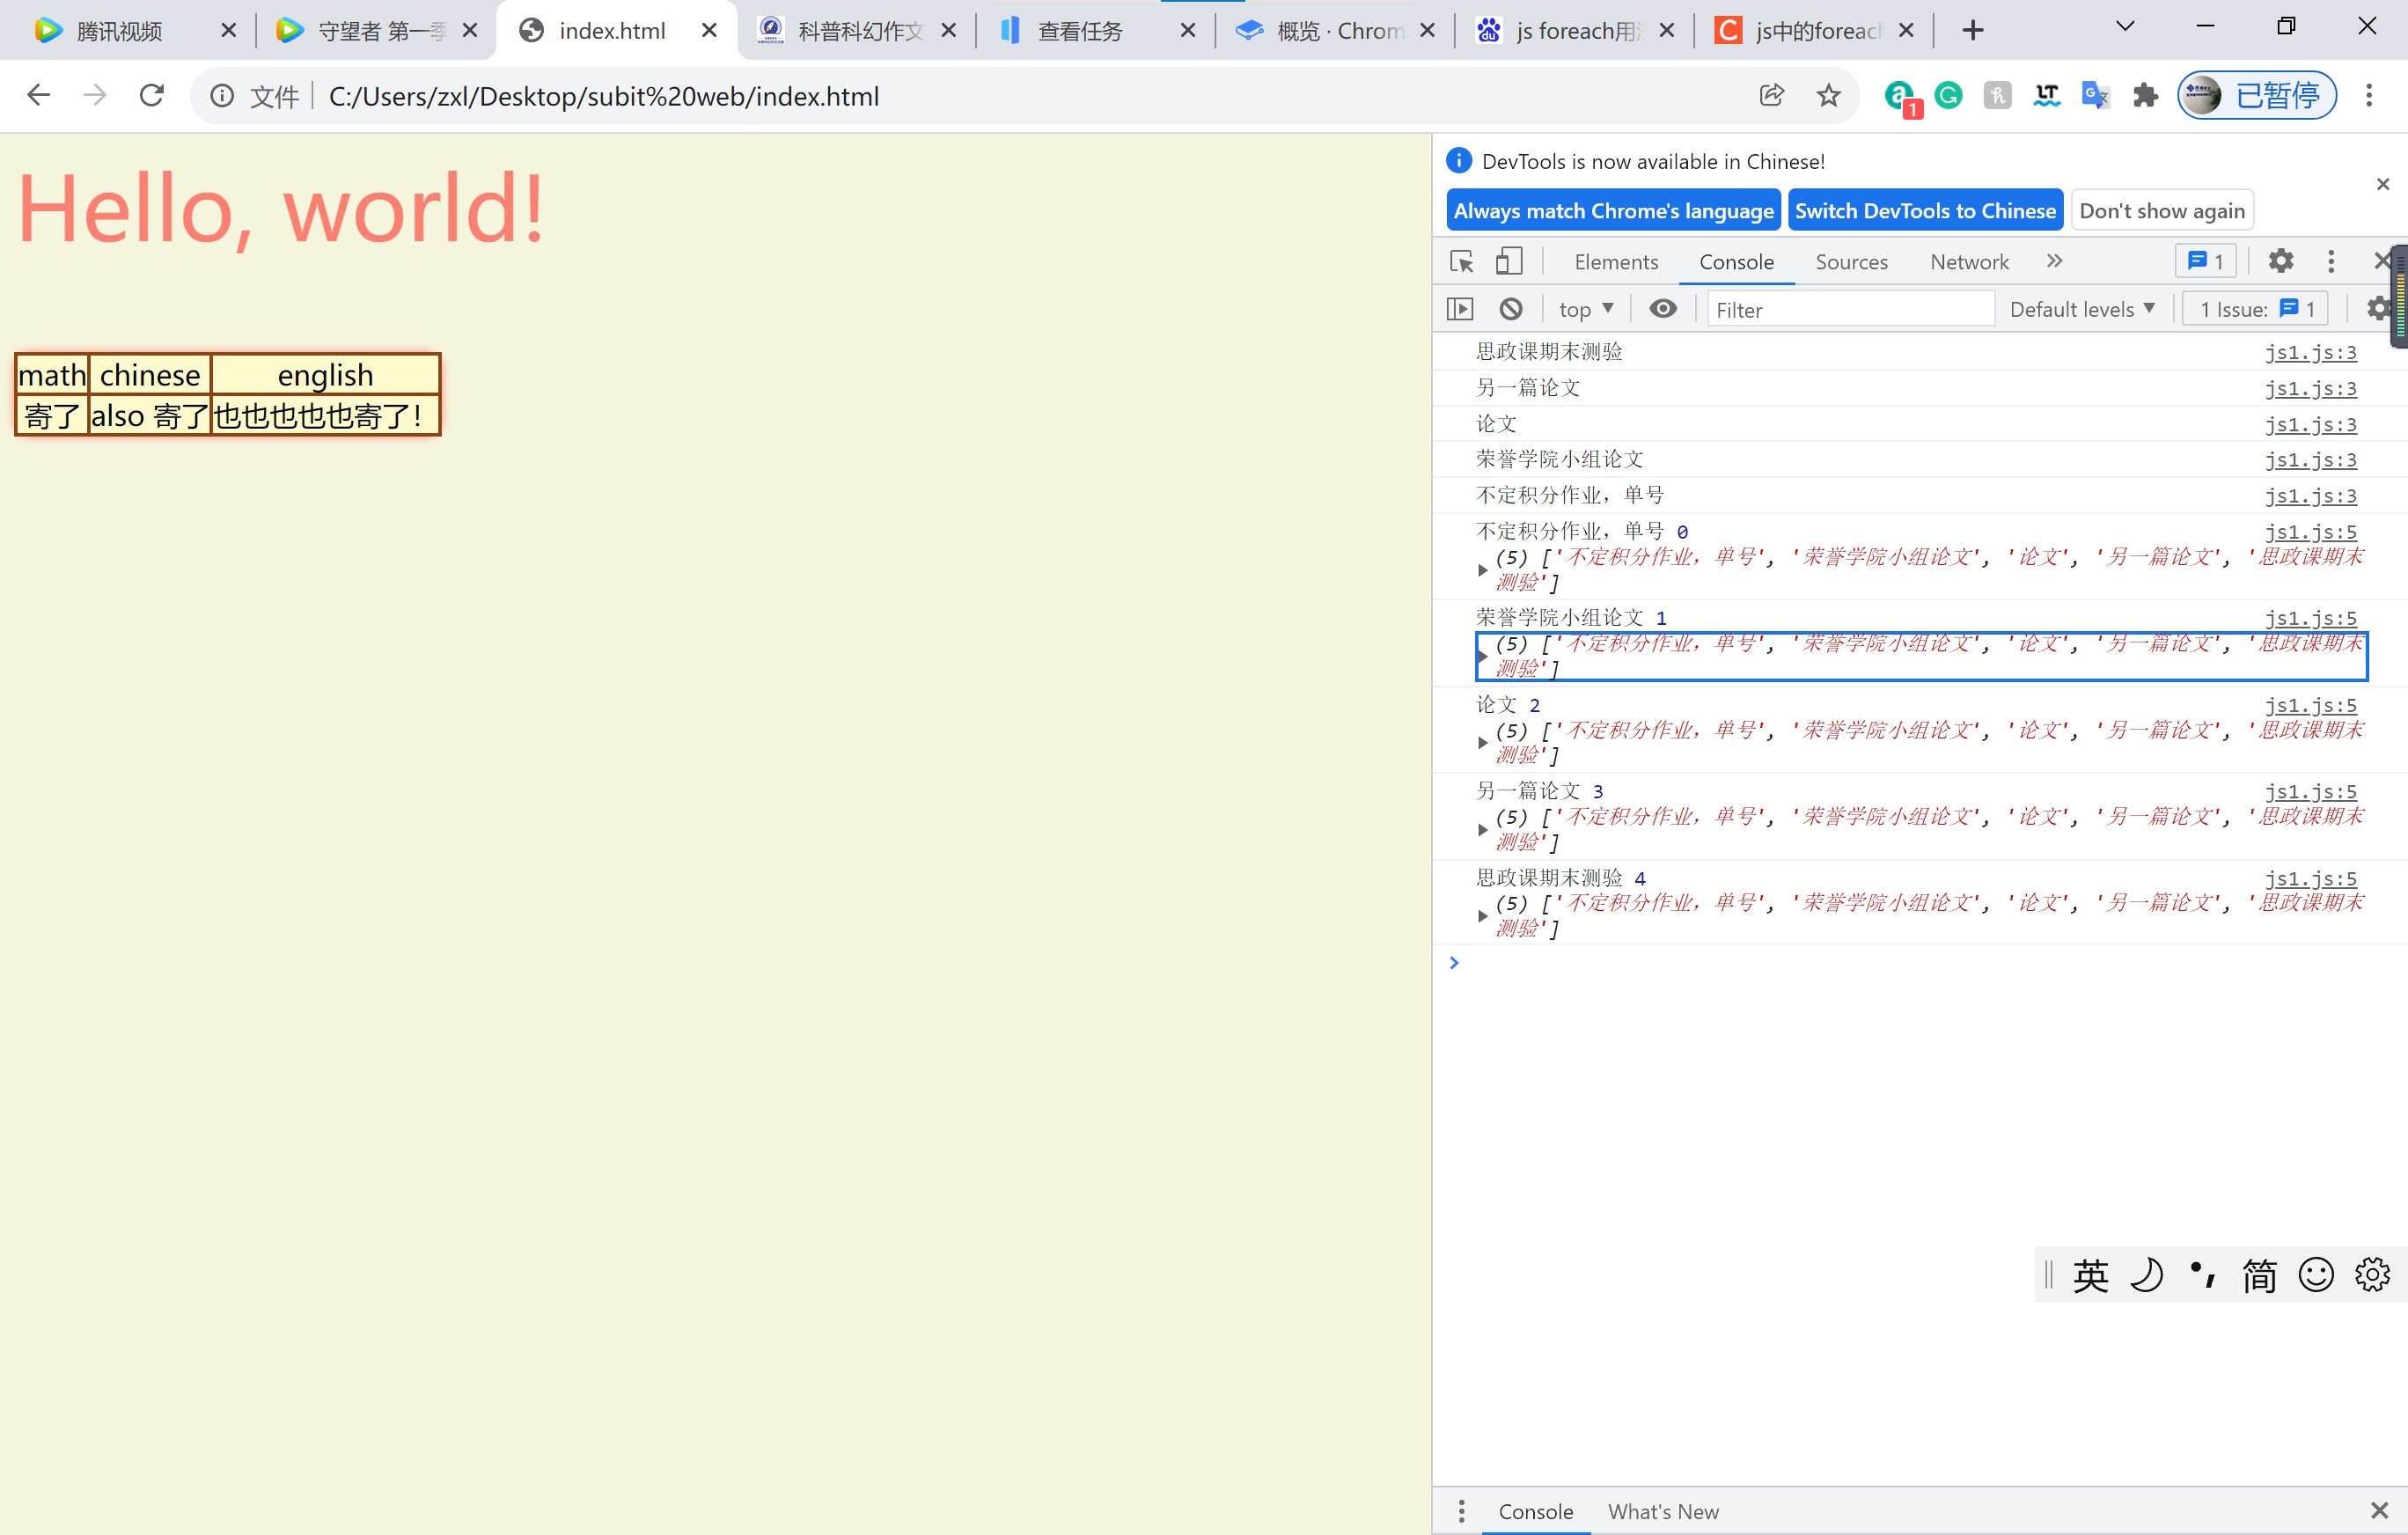 腾讯视频
守望者 第一季
index.html
科普科幻作文
查看任务
概览 · Chrom
js foreach用
js中的foreac
文件
C:/Users/zxl/Desktop/subit%20web/index.html
1
已暂停
Hello, world!
math chinese english
寄了 also 寄了 也也也也也寄了！
DevTools is now available in Chinese!
Always match Chrome's language Switch DevTools to Chinese Don't show again
Elements Console Sources Network 1
top Filter Default levels 1 Issue: 1
思政课期末测验 js1.js:3
另一篇论文 js1.js:3
论文 js1.js:3
荣誉学院小组论文 js1.js:3
不定积分作业，单号 js1.js:3
不定积分作业，单号 0 js1.js:5
(5) ['不定积分作业，单号', '荣誉学院小组论文', '论文', '另一篇论文', '思政课期末
测验']
荣誉学院小组论文 1 js1.js:5
(5) ['不定积分作业，单号', '荣誉学院小组论文', '论文', '另一篇论文', '思政课期末
测验']
论文 2 js1.js:5
(5) ['不定积分作业，单号', '荣誉学院小组论文', '论文', '另一篇论文', '思政课期末
测验']
另一篇论文 3 js1.js:5
(5) ['不定积分作业，单号', '荣誉学院小组论文', '论文', '另一篇论文', '思政课期末
测验']
思政课期末测验 4 js1.js:5
(5) ['不定积分作业，单号', '荣誉学院小组论文', '论文', '另一篇论文', '思政课期末
测验']
英 简
Console What's New